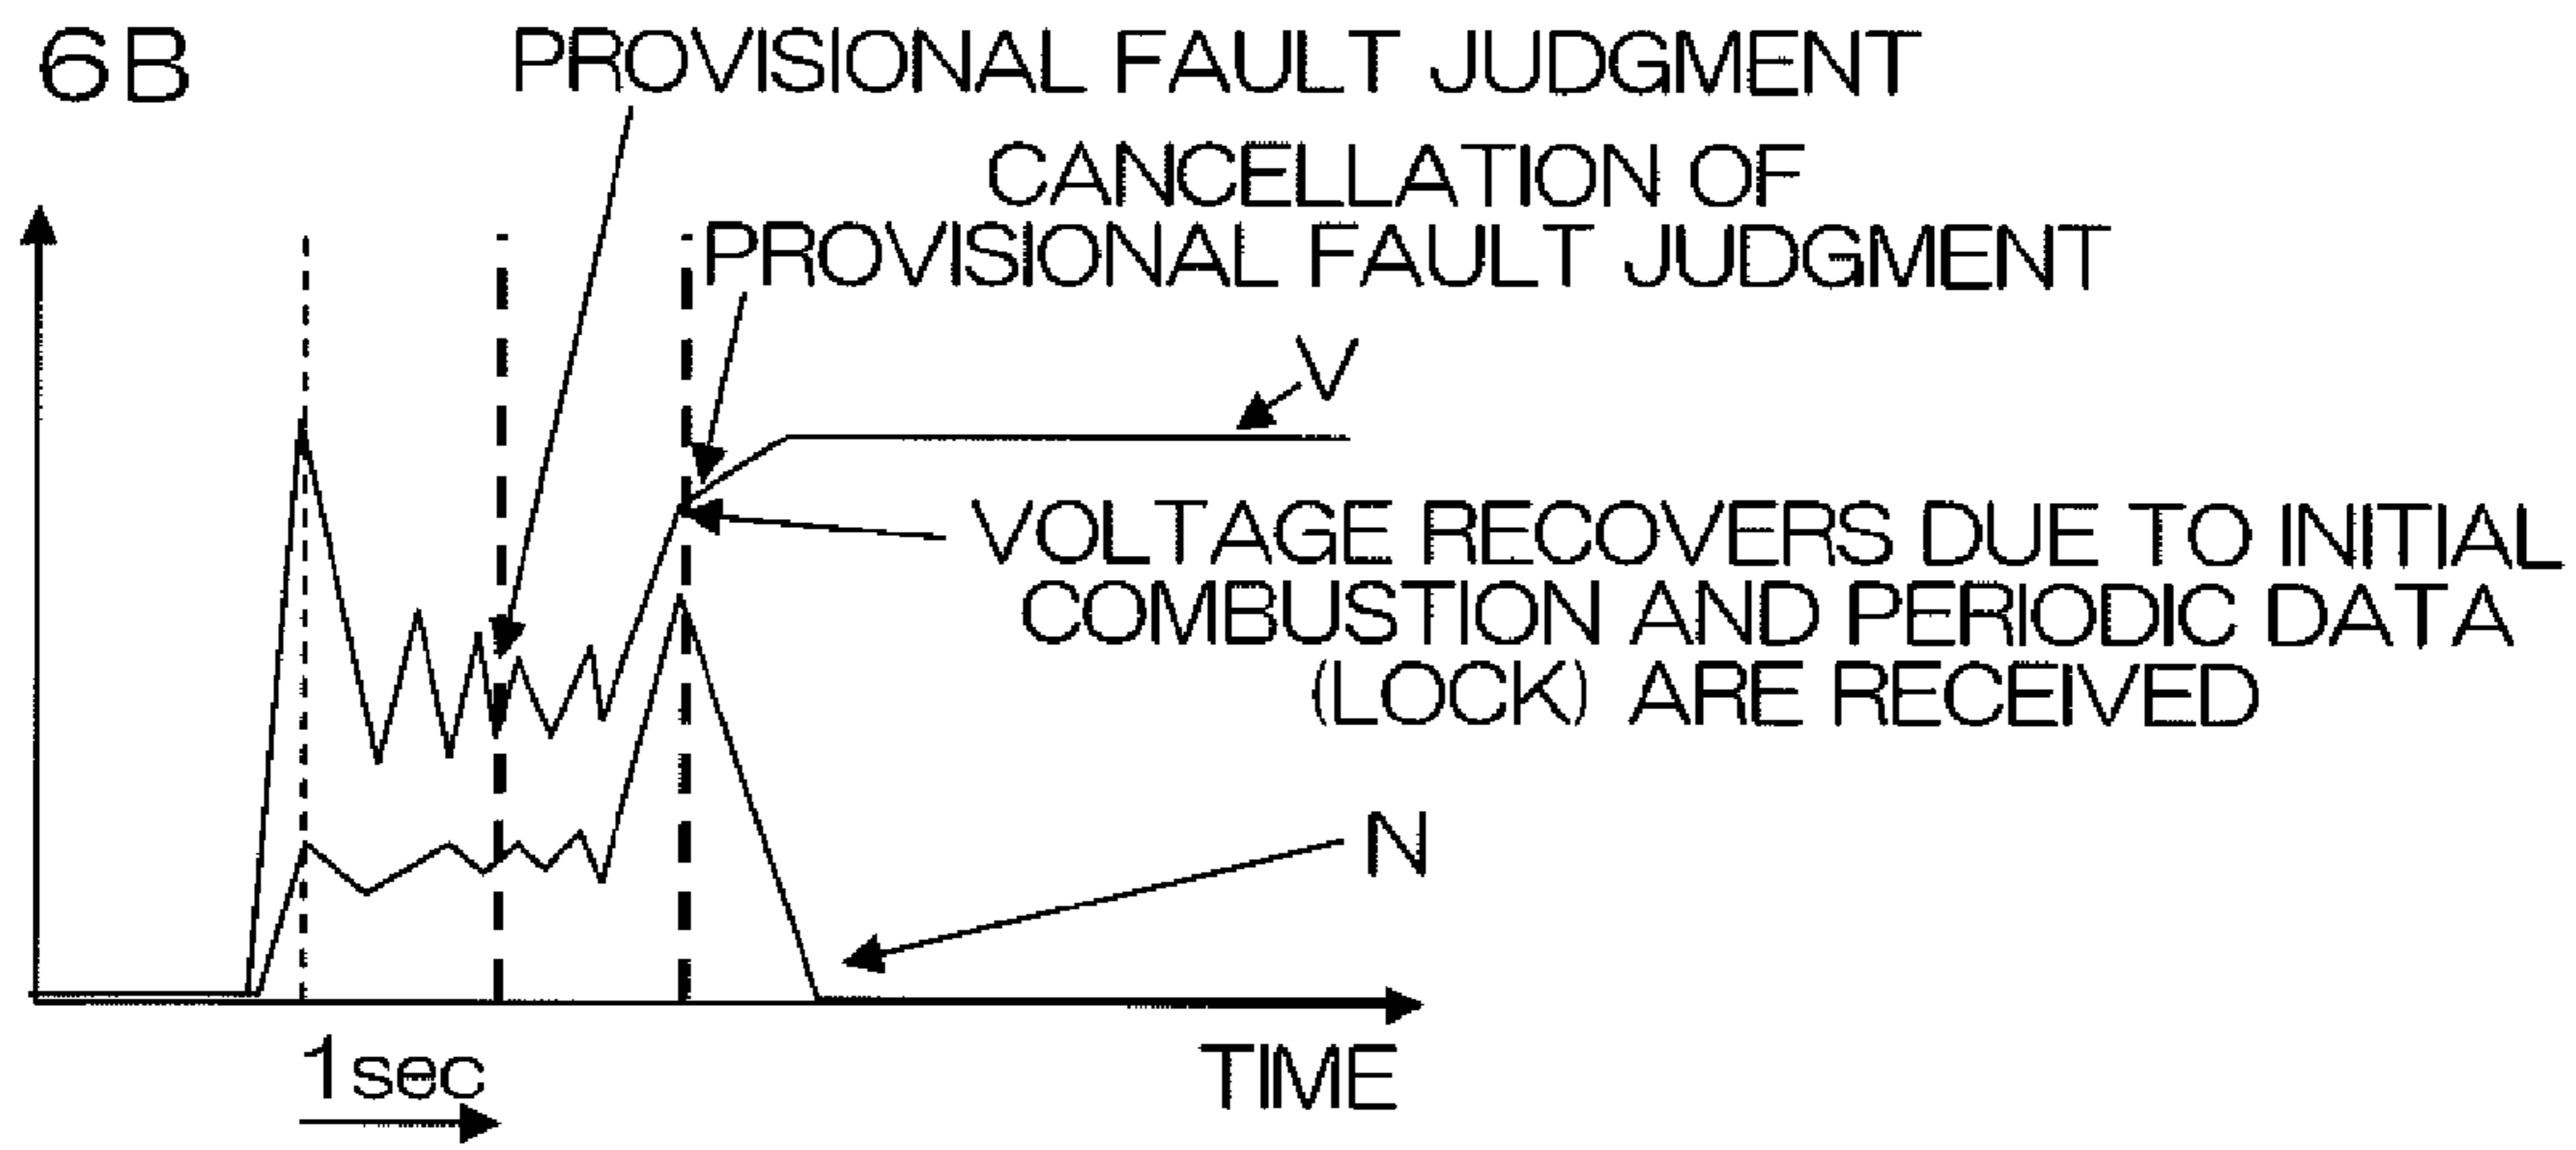 6B
PROVISIONAL FAULT JUDGMENT
CANCELLATION OF
PROVISIONAL FAULT JUDGMENT
V
VOLTAGE RECOVERS DUE TO INITIAL
COMBUSTION AND PERIODIC DATA
(LOCK) ARE RECEIVED
N
1sec
TIME